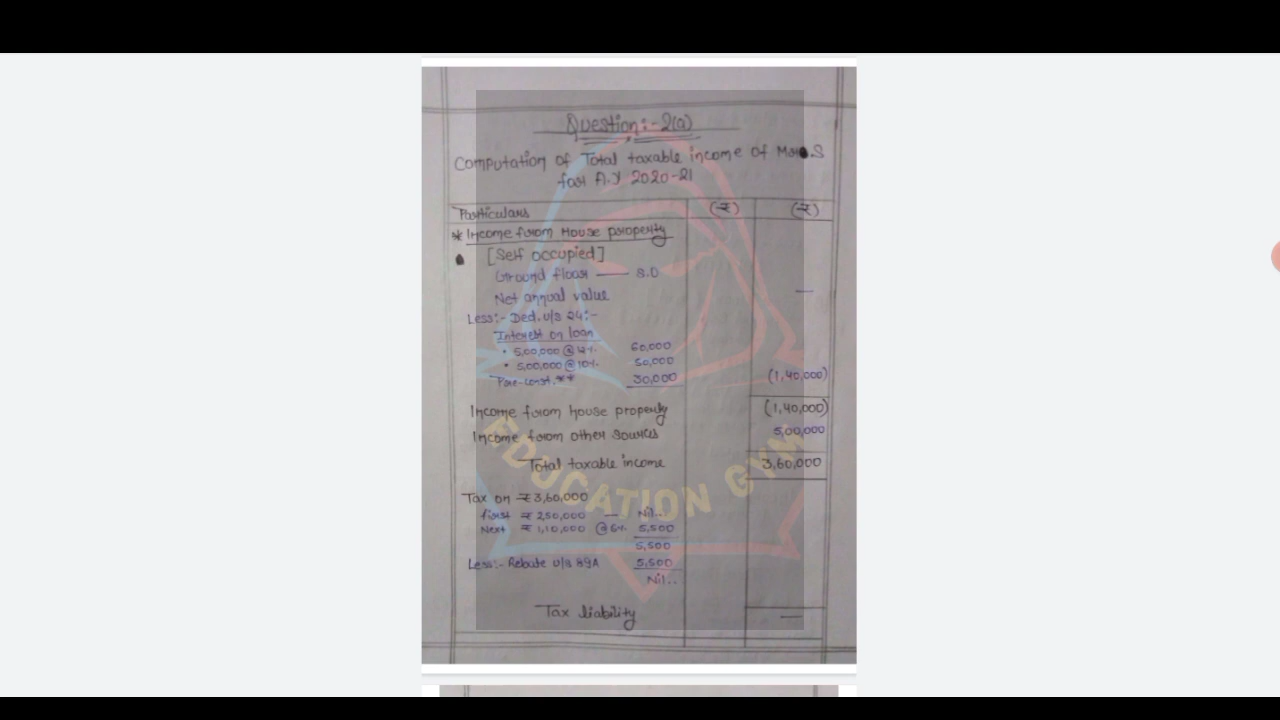 Question:-2(a)
Computation of Total taxable income of Mr.S
for A.Y 2020-21
Particulars (₹) (₹)
* Income from House property
[Self occupied]
Ground floor — S.O
Net annual value —
Less:- Ded. U/S 24:-
Interest on loan
• 5,00,000 @ 12%. 60,000
• 5,00,000 @ 10%. 50,000
Pre-const.** 30,000 (1,40,000)
Income from house property (1,40,000)
Income from other sources 5,00,000
Total taxable income 3,60,000
Tax on ₹ 3,60,000
first ₹ 2,50,000 — Nil...
Next ₹ 1,10,000 @ 5%. 5,500
5,500
Less:- Rebate U/S 89A 5,500
Nil..
Tax liability —
EDUCATION GYM